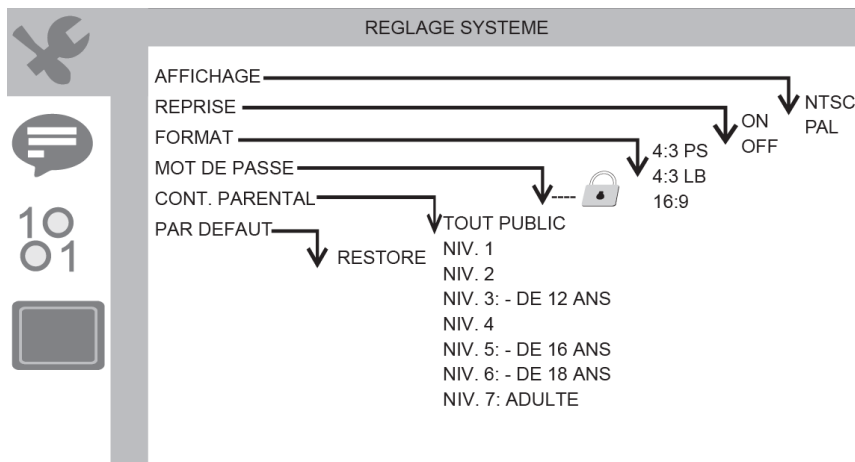 REGLAGE SYSTEME
AFFICHAGE
NTSC
PAL
REPRISE
ON
OFF
FORMAT
4:3 PS
4:3 LB
16:9
MOT DE PASSE
----
CONT. PARENTAL
TOUT PUBLIC
NIV. 1
NIV. 2
NIV. 3: - DE 12 ANS
NIV. 4
NIV. 5: - DE 16 ANS
NIV. 6: - DE 18 ANS
NIV. 7: ADULTE
PAR DEFAUT
RESTORE
10
01